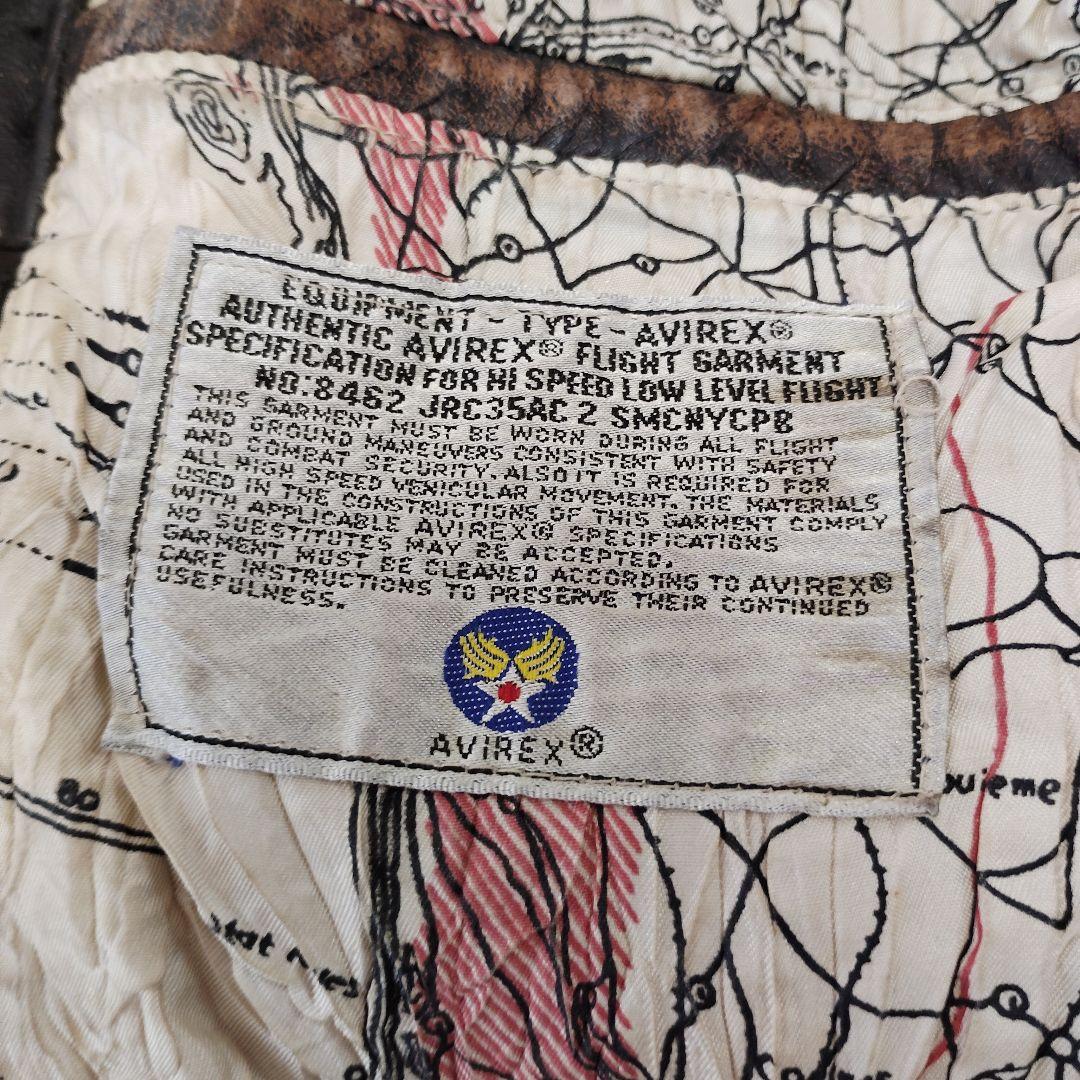 EQUIPMENT - TYPE - AVIREX®
AUTHENTIC AVIREX® FLIGHT GARMENT
SPECIFICATION FOR HI SPEED LOW LEVEL FLIGHT
NO:8462 JRC35AC 2 SMCNYCPB
THIS GARMENT MUST BE WORN DURING ALL FLIGHT
AND GROUND MANEUVERS CONSISTENT WITH SAFETY
AND COMBAT SECURITY. ALSO IT IS REQUIRED FOR
ALL HIGH SPEED VENICULAR MOVEMENT. THE MATERIALS
USED IN THE CONSTRUCTIONS OF THIS GARMENT COMPLY
WITH APPLICABLE AVIREX® SPECIFICATIONS
NO SUBSTITUTES MAY BE ACCEPTED.
GARMENT MUST BE CLEANED ACCORDING TO AVIREX®
CARE INSTRUCTIONS TO PRESERVE THEIR CONTINUED
USEFULNESS.
AVIREX®
ouieme
80